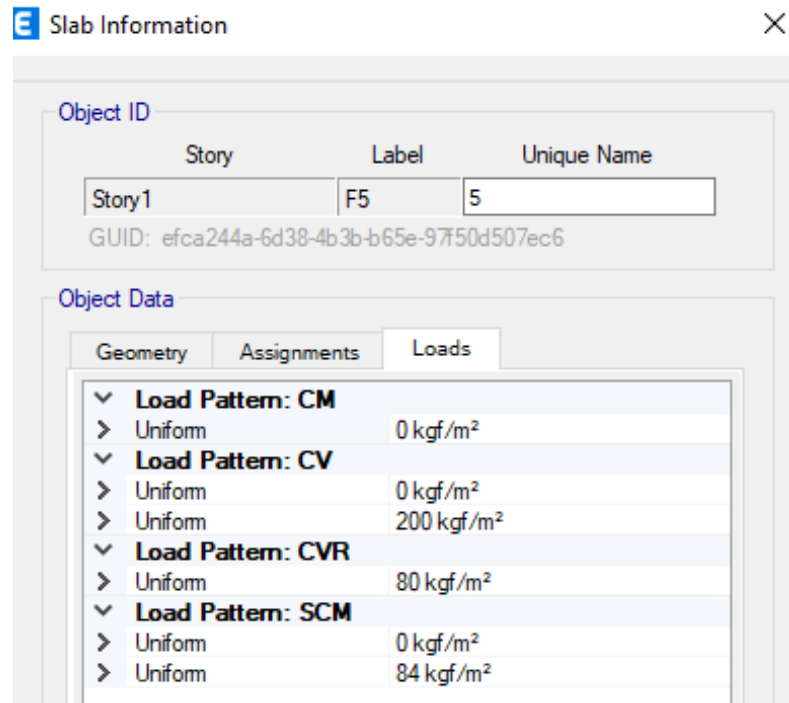 E Slab Information
Object ID
Story Label Unique Name
Story1 F5 5
GUID: efca244a-6d38-4b3b-b65e-97f50d507ec6
Object Data
Geometry Assignments Loads
Load Pattern: CM
Uniform 0 kgf/m²
Load Pattern: CV
Uniform 0 kgf/m²
Uniform 200 kgf/m²
Load Pattern: CVR
Uniform 80 kgf/m²
Load Pattern: SCM
Uniform 0 kgf/m²
Uniform 84 kgf/m²